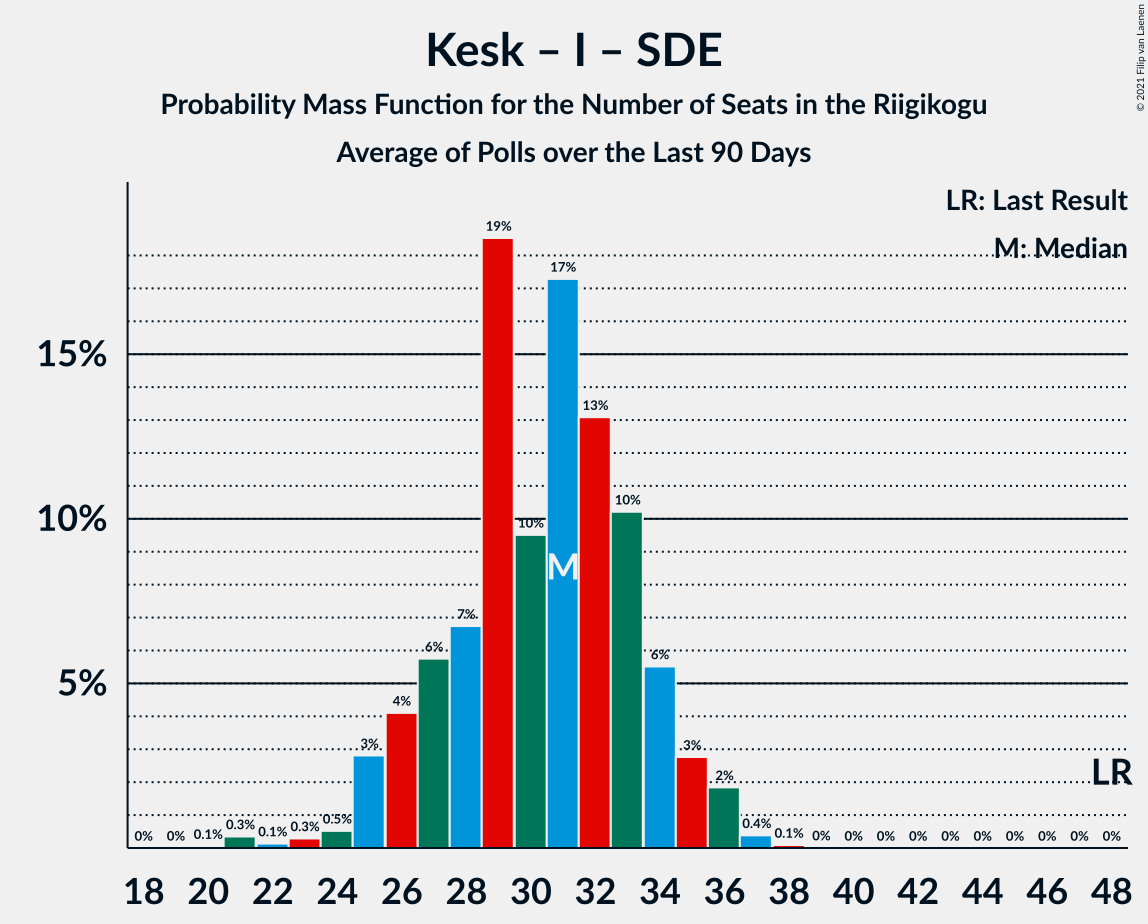 Kesk – I – SDE
Probability Mass Function for the Number of Seats in the Riigikogu
Average of Polls over the Last 90 Days
© 2021 Filip van Laenen
LR: Last Result
M: Median
15%
10%
5%
0% 0% 0.1% 0.3% 0.1% 0.3% 0.5% 3% 4% 6% 7% 19% 10% 17% 13% 10% 6% 3% 2% 0.4% 0.1% 0% 0% 0% 0% 0% 0% 0% 0% 0% 0%
M
LR
18 20 22 24 26 28 30 32 34 36 38 40 42 44 46 48